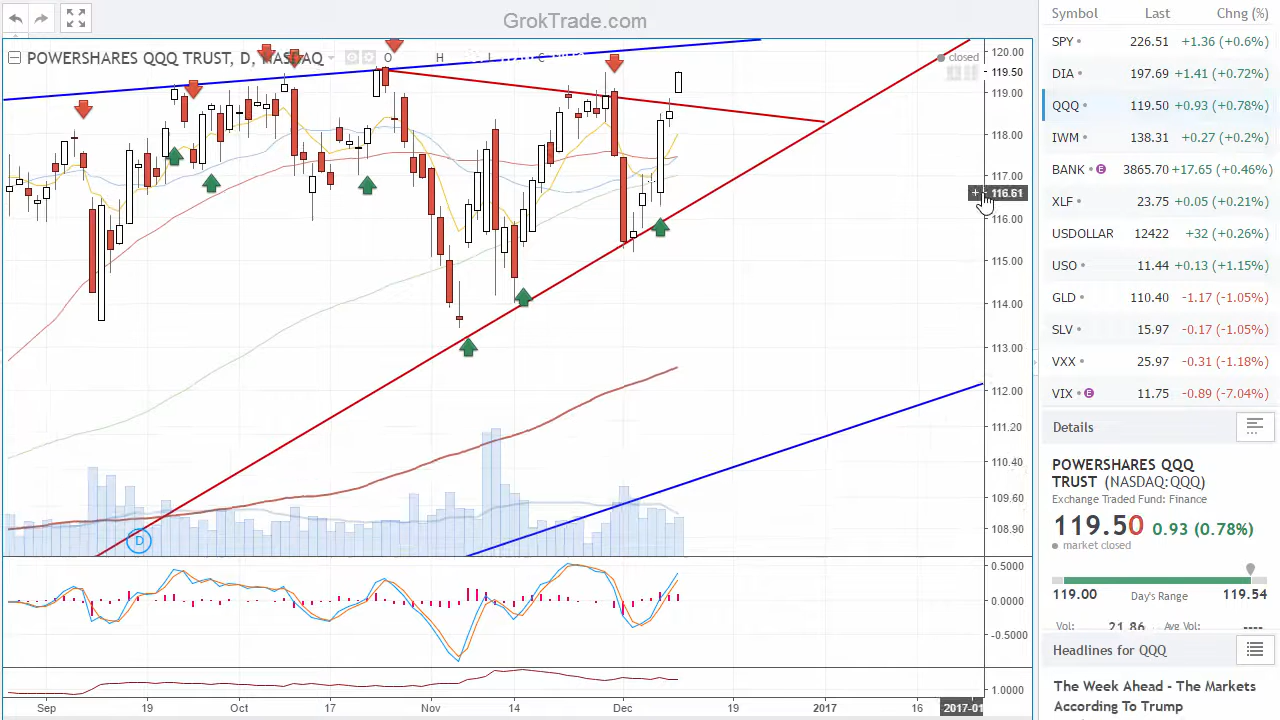 GrokTrade.com
POWERSHARES QQQ TRUST, D, NASDAQ
O H L C
closed
120.00
119.50
119.00
118.00
117.00
116.61
116.00
115.00
114.00
113.00
112.00
111.20
110.40
109.60
108.90
D
0.5000
0.0000
-0.5000
1.0000
Sep 19 Oct 17 Nov 14 Dec 19 2017 16 2017-01
Symbol Last Chng (%)
SPY 226.51 +1.36 (+0.6%)
DIA 197.69 +1.41 (+0.72%)
QQQ 119.50 +0.93 (+0.78%)
IWM 138.31 +0.27 (+0.2%)
BANK E 3865.70 +17.65 (+0.46%)
XLF 23.75 +0.05 (+0.21%)
USDOLLAR 12422 +32 (+0.26%)
USO 11.44 +0.13 (+1.15%)
GLD 110.40 -1.17 (-1.05%)
SLV 15.97 -0.17 (-1.05%)
VXX 25.97 -0.31 (-1.18%)
VIX E 11.75 -0.89 (-7.04%)
Details
POWERSHARES QQQ
TRUST (NASDAQ:QQQ)
Exchange Traded Fund: Finance
119.50 0.93 (0.78%)
market closed
119.00 Day's Range 119.54
Vol: 21.86 Avg Vol:
Headlines for QQQ
The Week Ahead - The Markets
According To Trump